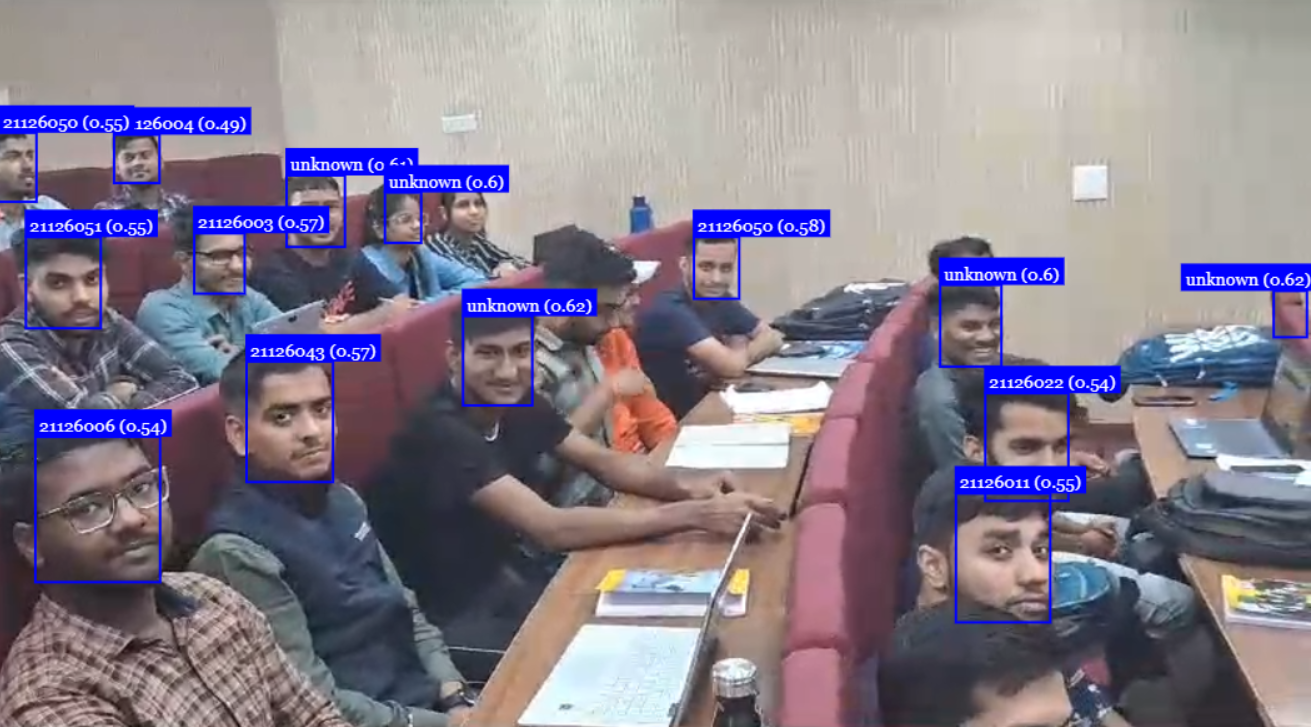 21126050 (0.55)
126004 (0.49)
unknown (0.61)
unknown (0.6)
21126051 (0.55)
21126003 (0.57)
21126050 (0.58)
unknown (0.6)
unknown (0.62)
unknown (0.62)
21126043 (0.57)
21126022 (0.54)
21126006 (0.54)
21126011 (0.55)